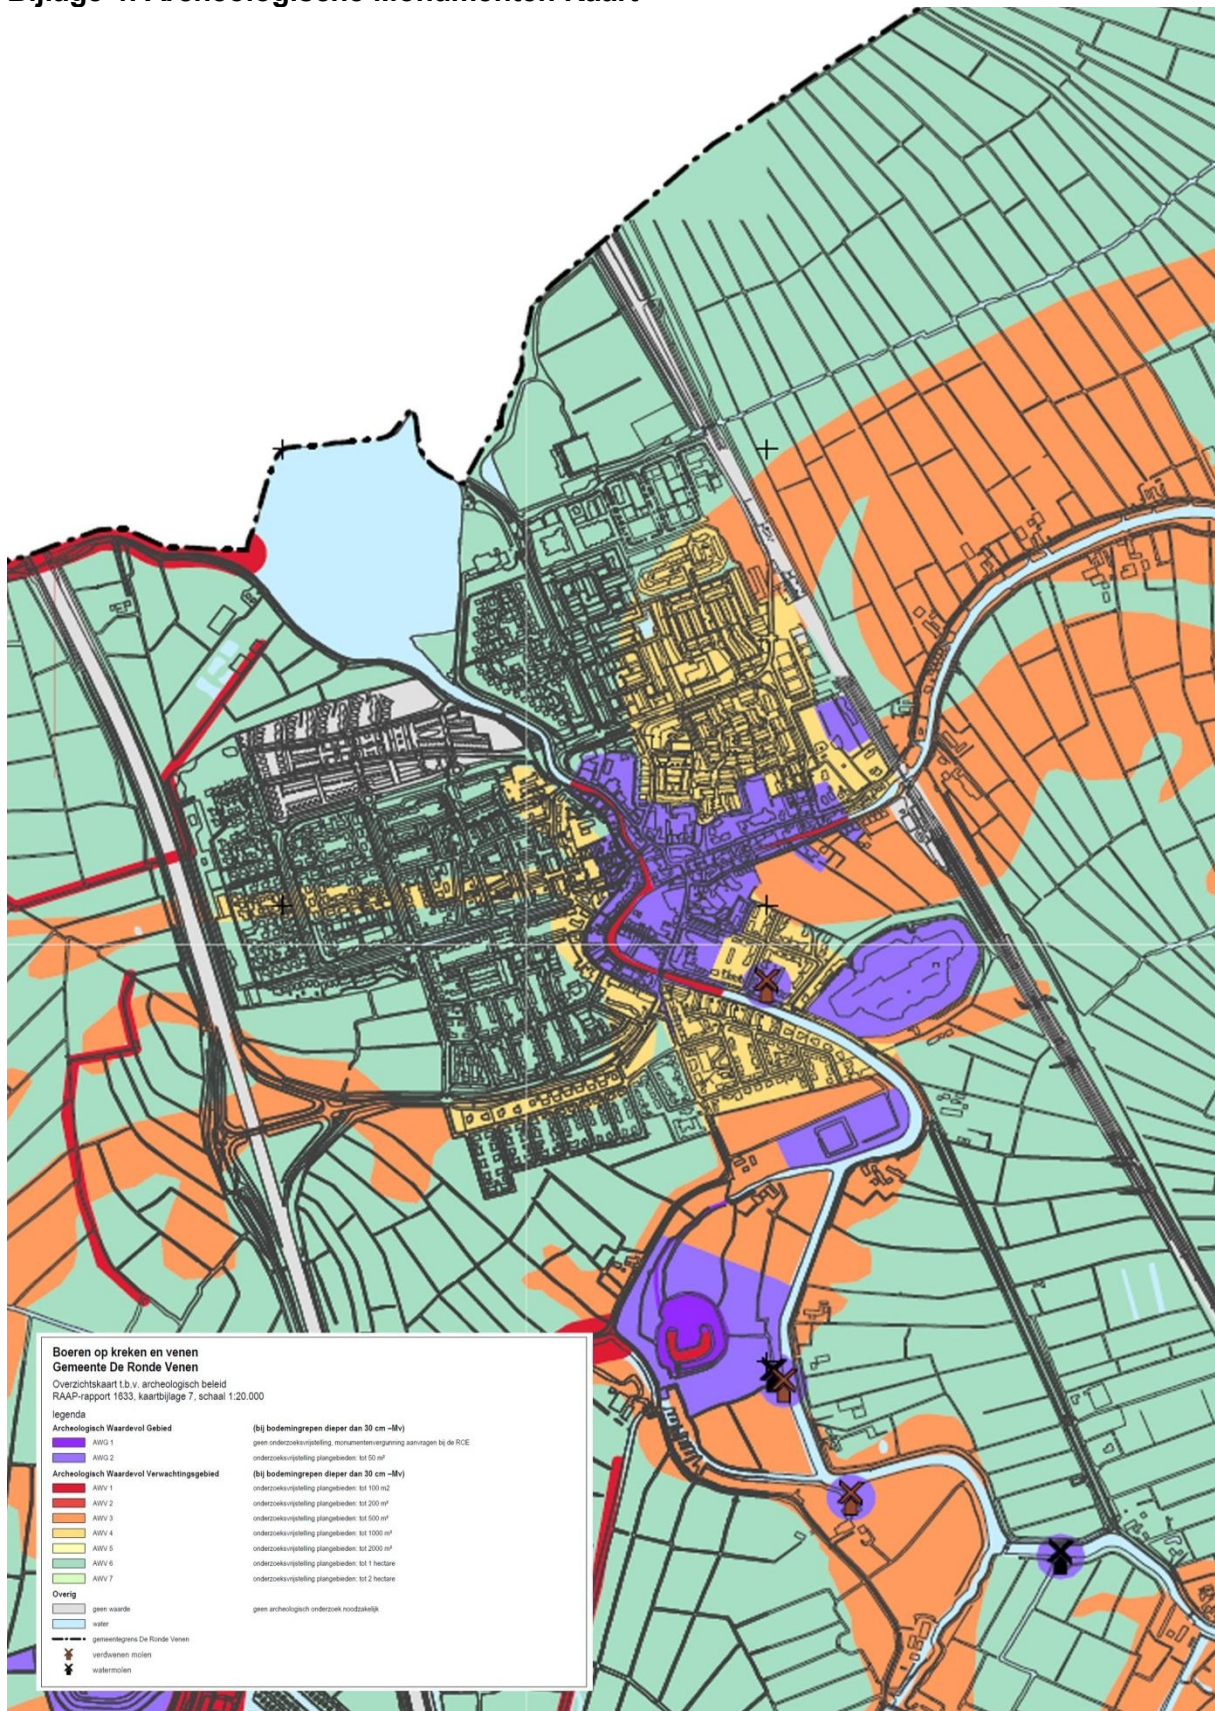 Bijlage 4: Archeologische Monumenten Kaart
Boeren op kreken en venen
Gemeente De Ronde Venen
Overzichtskaart t.b.v. archeologisch beleid
RAAP-rapport 1633, kaartbijlage 7, schaal 1:20.000
legenda
Archeologisch Waardevol Gebied (bij bodemingrepen dieper dan 30 cm –Mv)
AWG 1 geen onderzoeksvrijstelling, monumentenvergunning aanvragen bij de RCE
AWG 2 onderzoeksvrijstelling plangebieden: tot 50 m²
Archeologisch Waardevol Verwachtingsgebied (bij bodemingrepen dieper dan 30 cm –Mv)
AWV 1 onderzoeksvrijstelling plangebieden: tot 100 m2
AWV 2 onderzoeksvrijstelling plangebieden: tot 200 m²
AWV 3 onderzoeksvrijstelling plangebieden: tot 500 m²
AWV 4 onderzoeksvrijstelling plangebieden: tot 1000 m²
AWV 5 onderzoeksvrijstelling plangebieden: tot 2000 m²
AWV 6 onderzoeksvrijstelling plangebieden: tot 1 hectare
AWV 7 onderzoeksvrijstelling plangebieden: tot 2 hectare
Overig
geen waarde geen archeologisch onderzoek noodzakelijk
water
gemeentegrens De Ronde Venen
verdwenen molen
watermolen